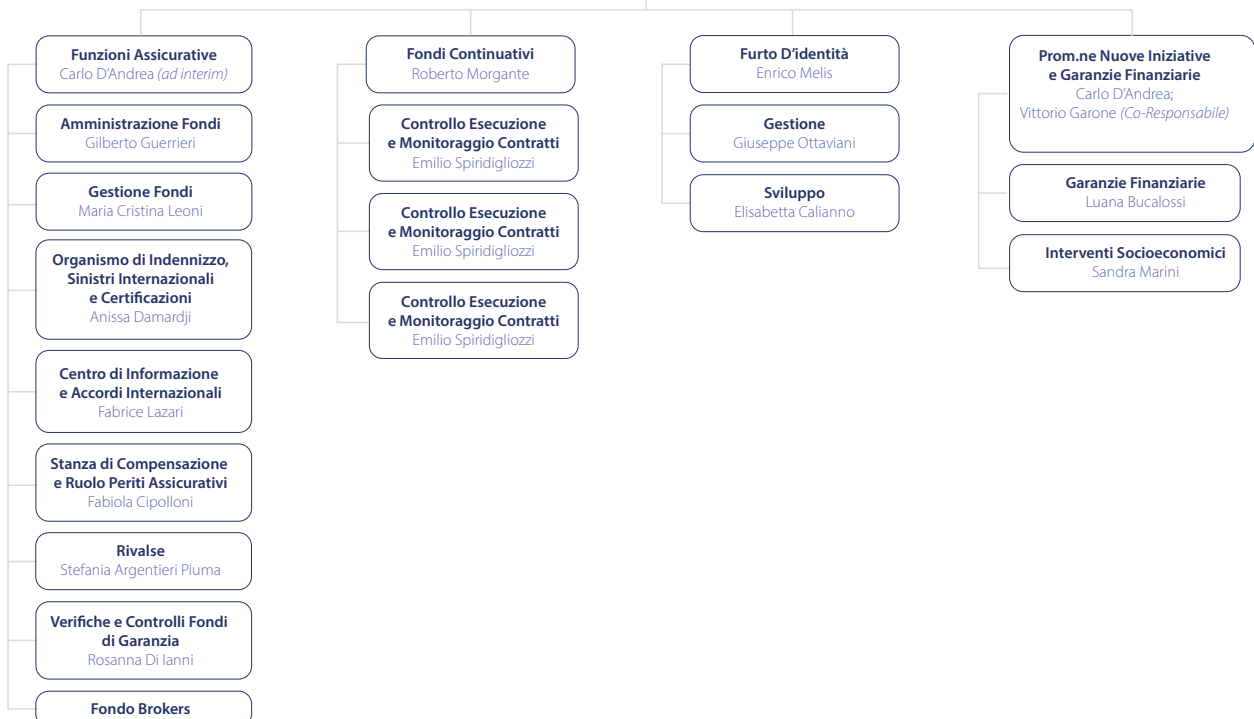 Funzioni Assicurative
Carlo D'Andrea (ad interim)
Amministrazione Fondi
Gilberto Guerrieri
Gestione Fondi
Maria Cristina Leoni
Organismo di Indennizzo,
Sinistri Internazionali
e Certificazioni
Anissa Damardji
Centro di Informazione
e Accordi Internazionali
Fabrice Lazari
Stanza di Compensazione
e Ruolo Periti Assicurativi
Fabiola Cipolloni
Rivalse
Stefania Argentieri Piuma
Verifiche e Controlli Fondi
di Garanzia
Rosanna Di Ianni
Fondo Brokers
Fondi Continuativi
Roberto Morgante
Controllo Esecuzione
e Monitoraggio Contratti
Emilio Spiridigliozzi
Controllo Esecuzione
e Monitoraggio Contratti
Emilio Spiridigliozzi
Controllo Esecuzione
e Monitoraggio Contratti
Emilio Spiridigliozzi
Furto D'identità
Enrico Melis
Gestione
Giuseppe Ottaviani
Sviluppo
Elisabetta Calianno
Prom.ne Nuove Iniziative
e Garanzie Finanziarie
Carlo D'Andrea;
Vittorio Garone (Co-Responsabile)
Garanzie Finanziarie
Luana Bucalossi
Interventi Socioeconomici
Sandra Marini